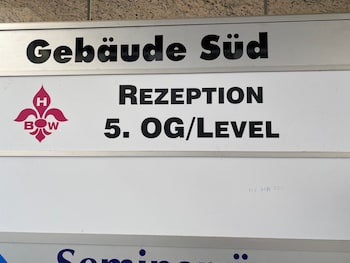 Gebäude Süd
H
B W
REZEPTION
5. OG/LEVEL